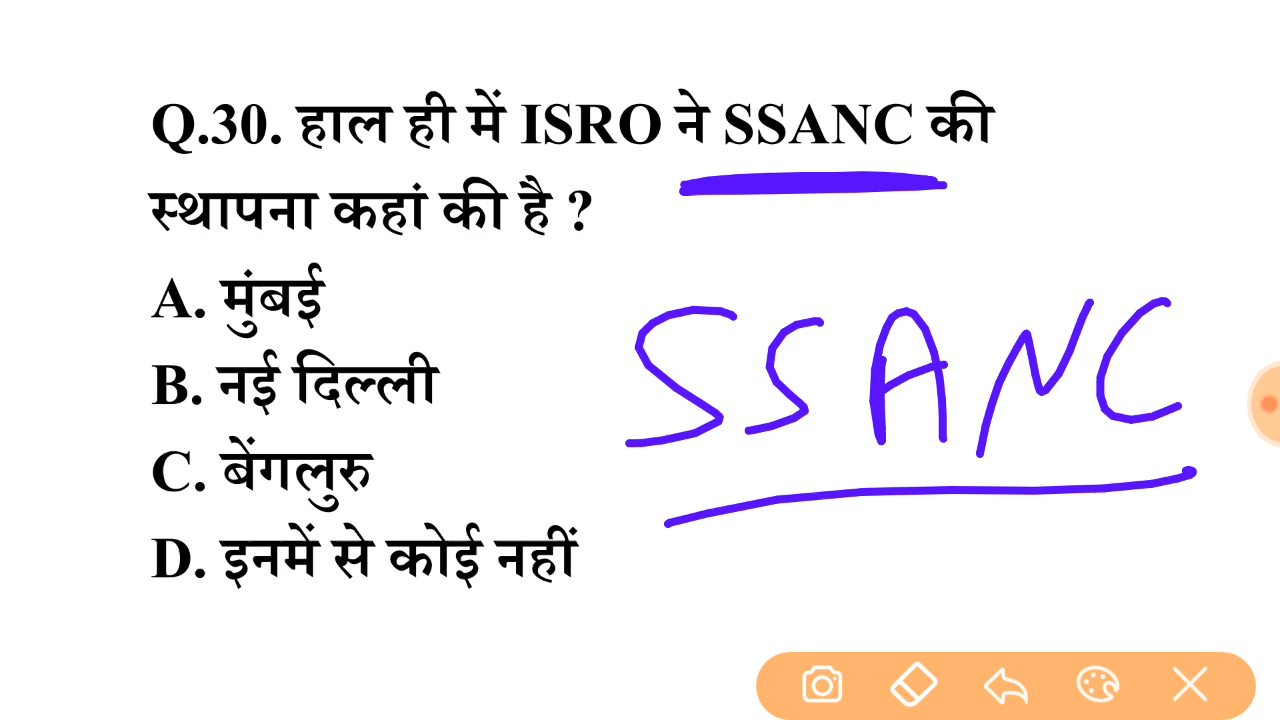 Q.30. हाल ही में ISRO ने SSANC की
स्थापना कहां की है ?
A. मुंबई
B. नई दिल्ली
C. बेंगलुरु
D. इनमें से कोई नहीं
SSANC